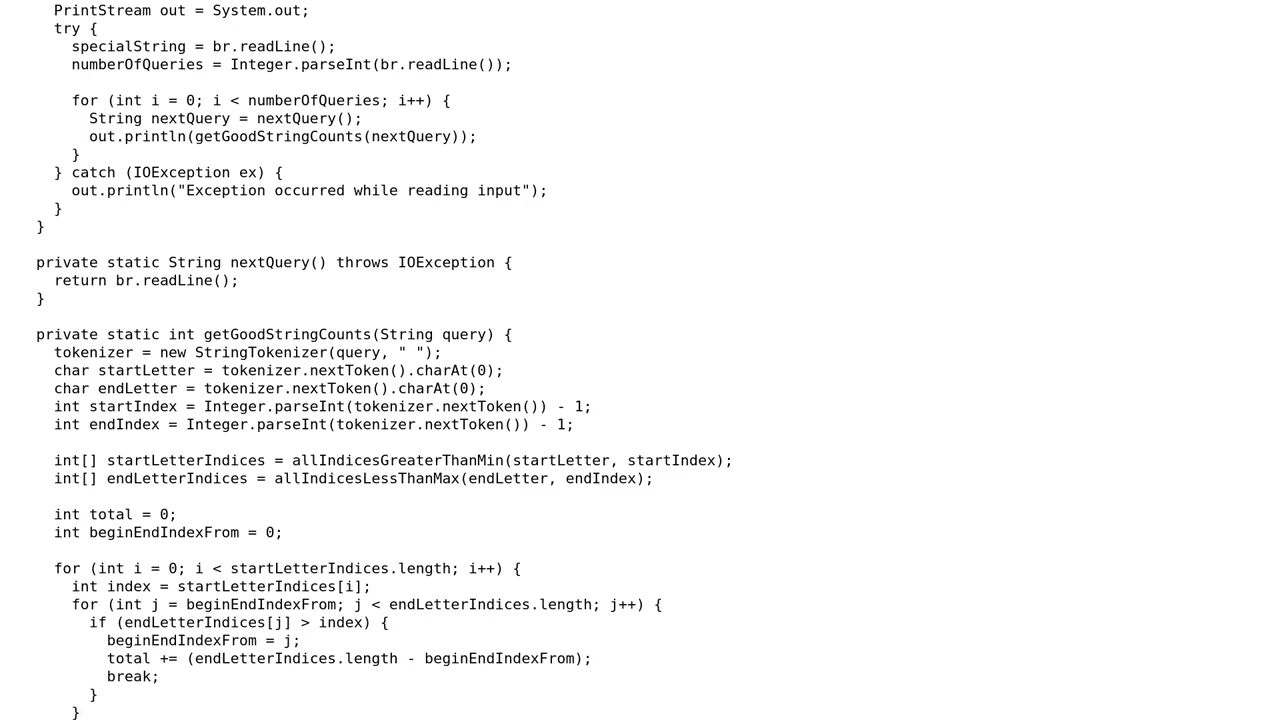 PrintStream out = System.out;
try {
specialString = br.readLine();
numberOfQueries = Integer.parseInt(br.readLine());
for (int i = 0; i < numberOfQueries; i++) {
String nextQuery = nextQuery();
out.println(getGoodStringCounts(nextQuery));
}
} catch (IOException ex) {
out.println("Exception occurred while reading input");
}
}
private static String nextQuery() throws IOException {
return br.readLine();
}
private static int getGoodStringCounts(String query) {
tokenizer = new StringTokenizer(query, " ");
char startLetter = tokenizer.nextToken().charAt(0);
char endLetter = tokenizer.nextToken().charAt(0);
int startIndex = Integer.parseInt(tokenizer.nextToken()) - 1;
int endIndex = Integer.parseInt(tokenizer.nextToken()) - 1;
int[] startLetterIndices = allIndicesGreaterThanMin(startLetter, startIndex);
int[] endLetterIndices = allIndicesLessThanMax(endLetter, endIndex);
int total = 0;
int beginEndIndexFrom = 0;
for (int i = 0; i < startLetterIndices.length; i++) {
int index = startLetterIndices[i];
for (int j = beginEndIndexFrom; j < endLetterIndices.length; j++) {
if (endLetterIndices[j] > index) {
beginEndIndexFrom = j;
total += (endLetterIndices.length - beginEndIndexFrom);
break;
}
}